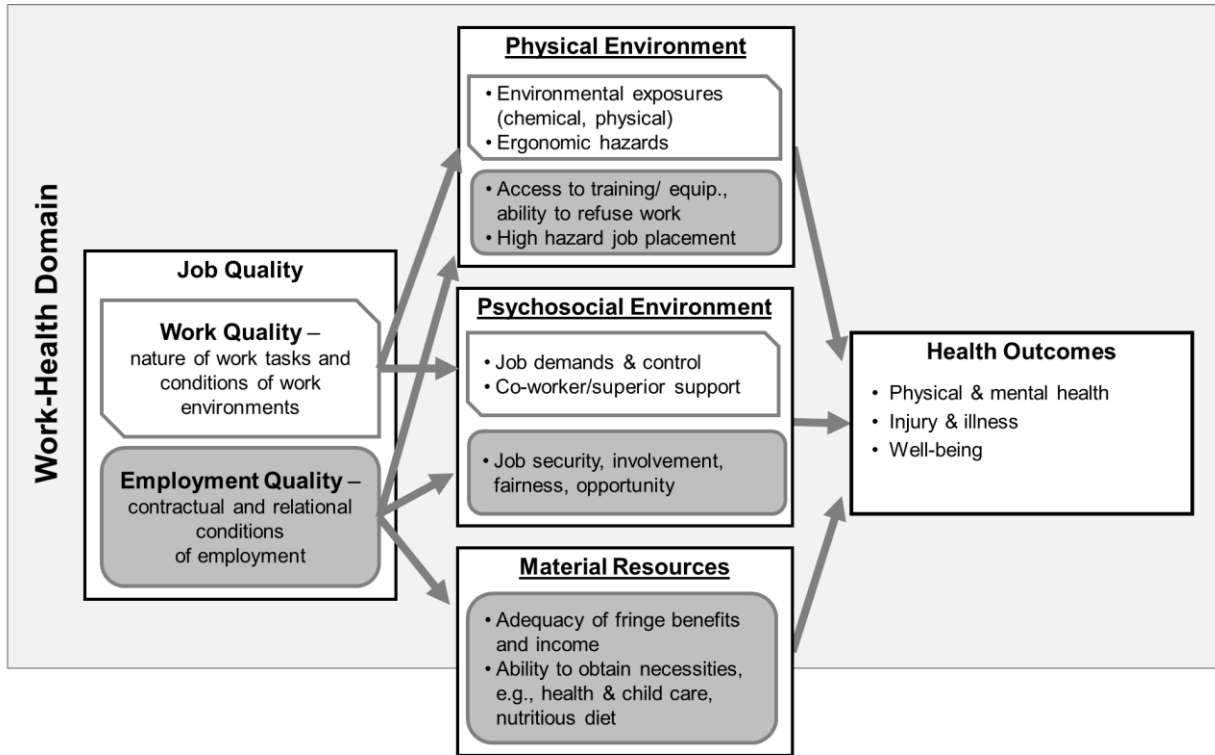 Work-Health Domain
Job Quality
Work Quality –
nature of work tasks and
conditions of work
environments
Employment Quality –
contractual and relational
conditions
of employment
Physical Environment
• Environmental exposures
(chemical, physical)
• Ergonomic hazards
• Access to training/ equip.,
ability to refuse work
• High hazard job placement
Psychosocial Environment
• Job demands & control
• Co-worker/superior support
• Job security, involvement,
fairness, opportunity
Material Resources
• Adequacy of fringe benefits
and income
• Ability to obtain necessities,
e.g., health & child care,
nutritious diet
Health Outcomes
• Physical & mental health
• Injury & illness
• Well-being